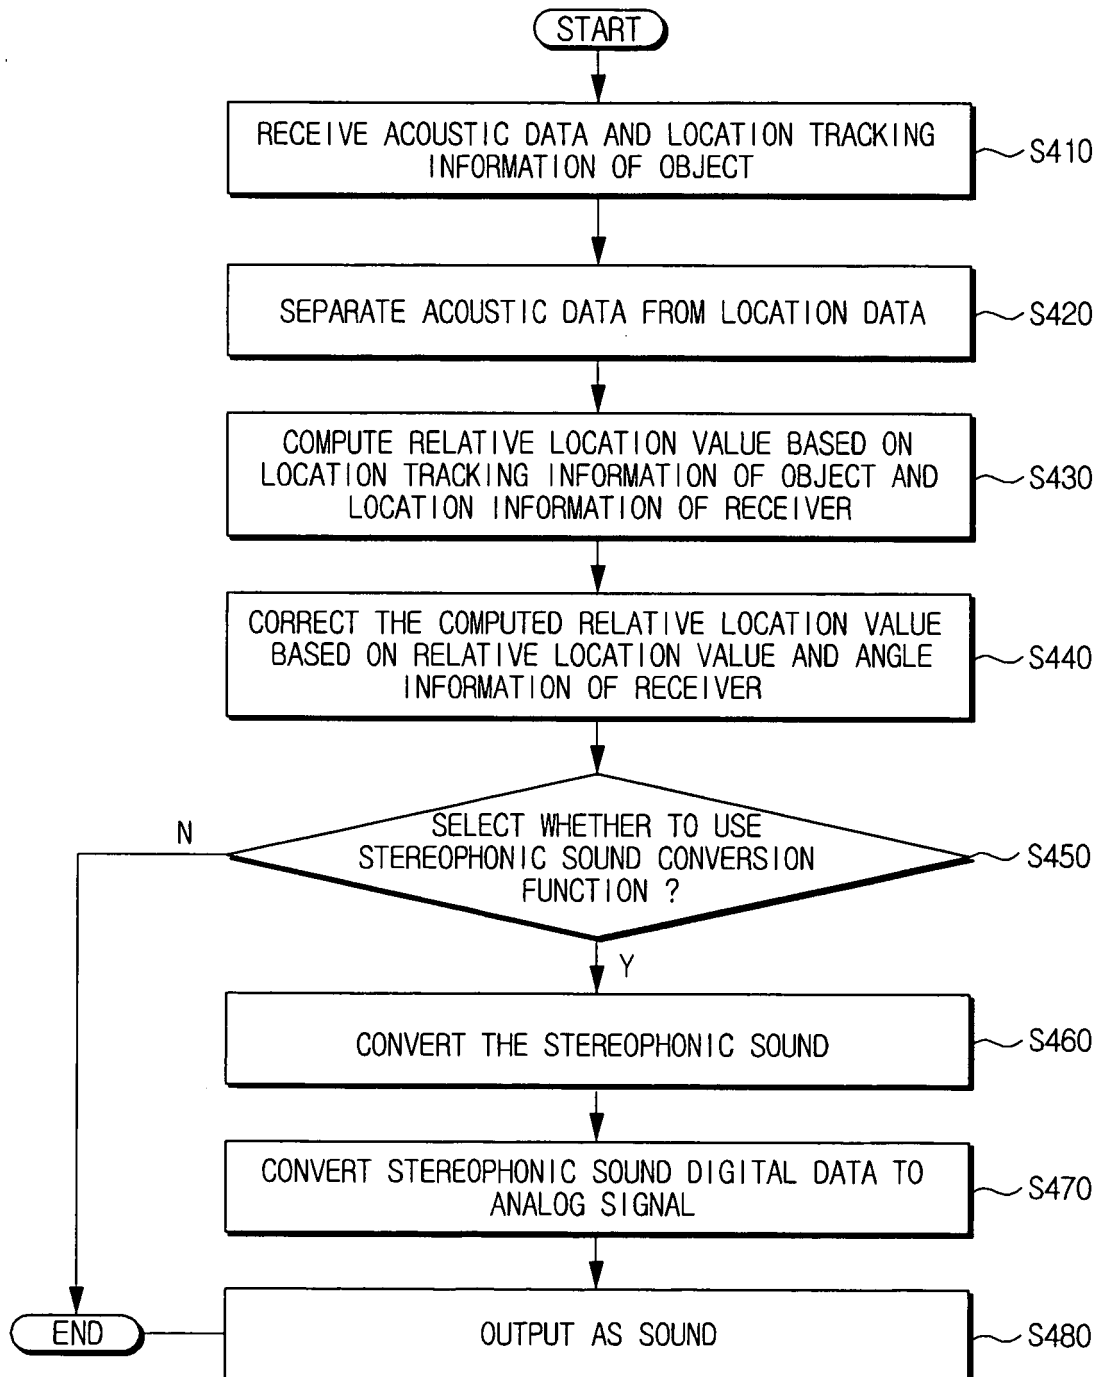 START
RECEIVE ACOUSTIC DATA AND LOCATION TRACKING
INFORMATION OF OBJECT
S410
SEPARATE ACOUSTIC DATA FROM LOCATION DATA
S420
COMPUTE RELATIVE LOCATION VALUE BASED ON
LOCATION TRACKING INFORMATION OF OBJECT AND
LOCATION INFORMATION OF RECEIVER
S430
CORRECT THE COMPUTED RELATIVE LOCATION VALUE
BASED ON RELATIVE LOCATION VALUE AND ANGLE
INFORMATION OF RECEIVER
S440
SELECT WHETHER TO USE
STEREOPHONIC SOUND CONVERSION
FUNCTION ?
S450
N
Y
CONVERT THE STEREOPHONIC SOUND
S460
CONVERT STEREOPHONIC SOUND DIGITAL DATA TO
ANALOG SIGNAL
S470
OUTPUT AS SOUND
S480
END